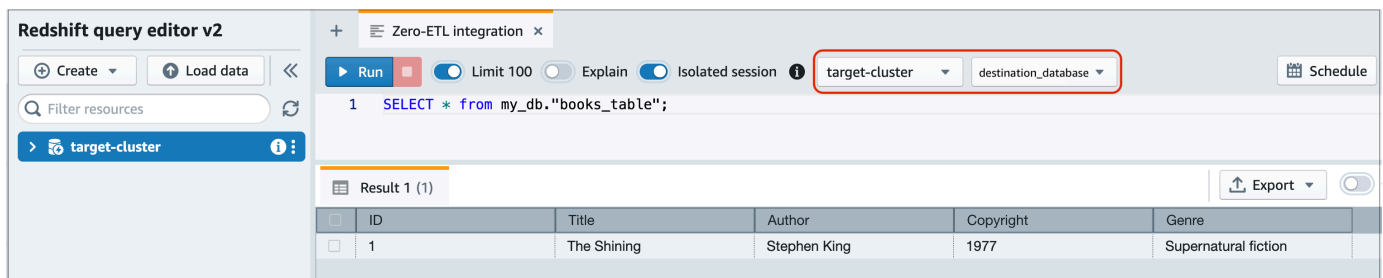 Redshift query editor v2
Create
Load data
Filter resources
target-cluster
Zero-ETL integration
Run
Limit 100
Explain
Isolated session
target-cluster
destination_database
Schedule
1 SELECT * from my_db."books_table";
Result 1 (1)
Export
ID Title Author Copyright Genre
1 The Shining Stephen King 1977 Supernatural fiction